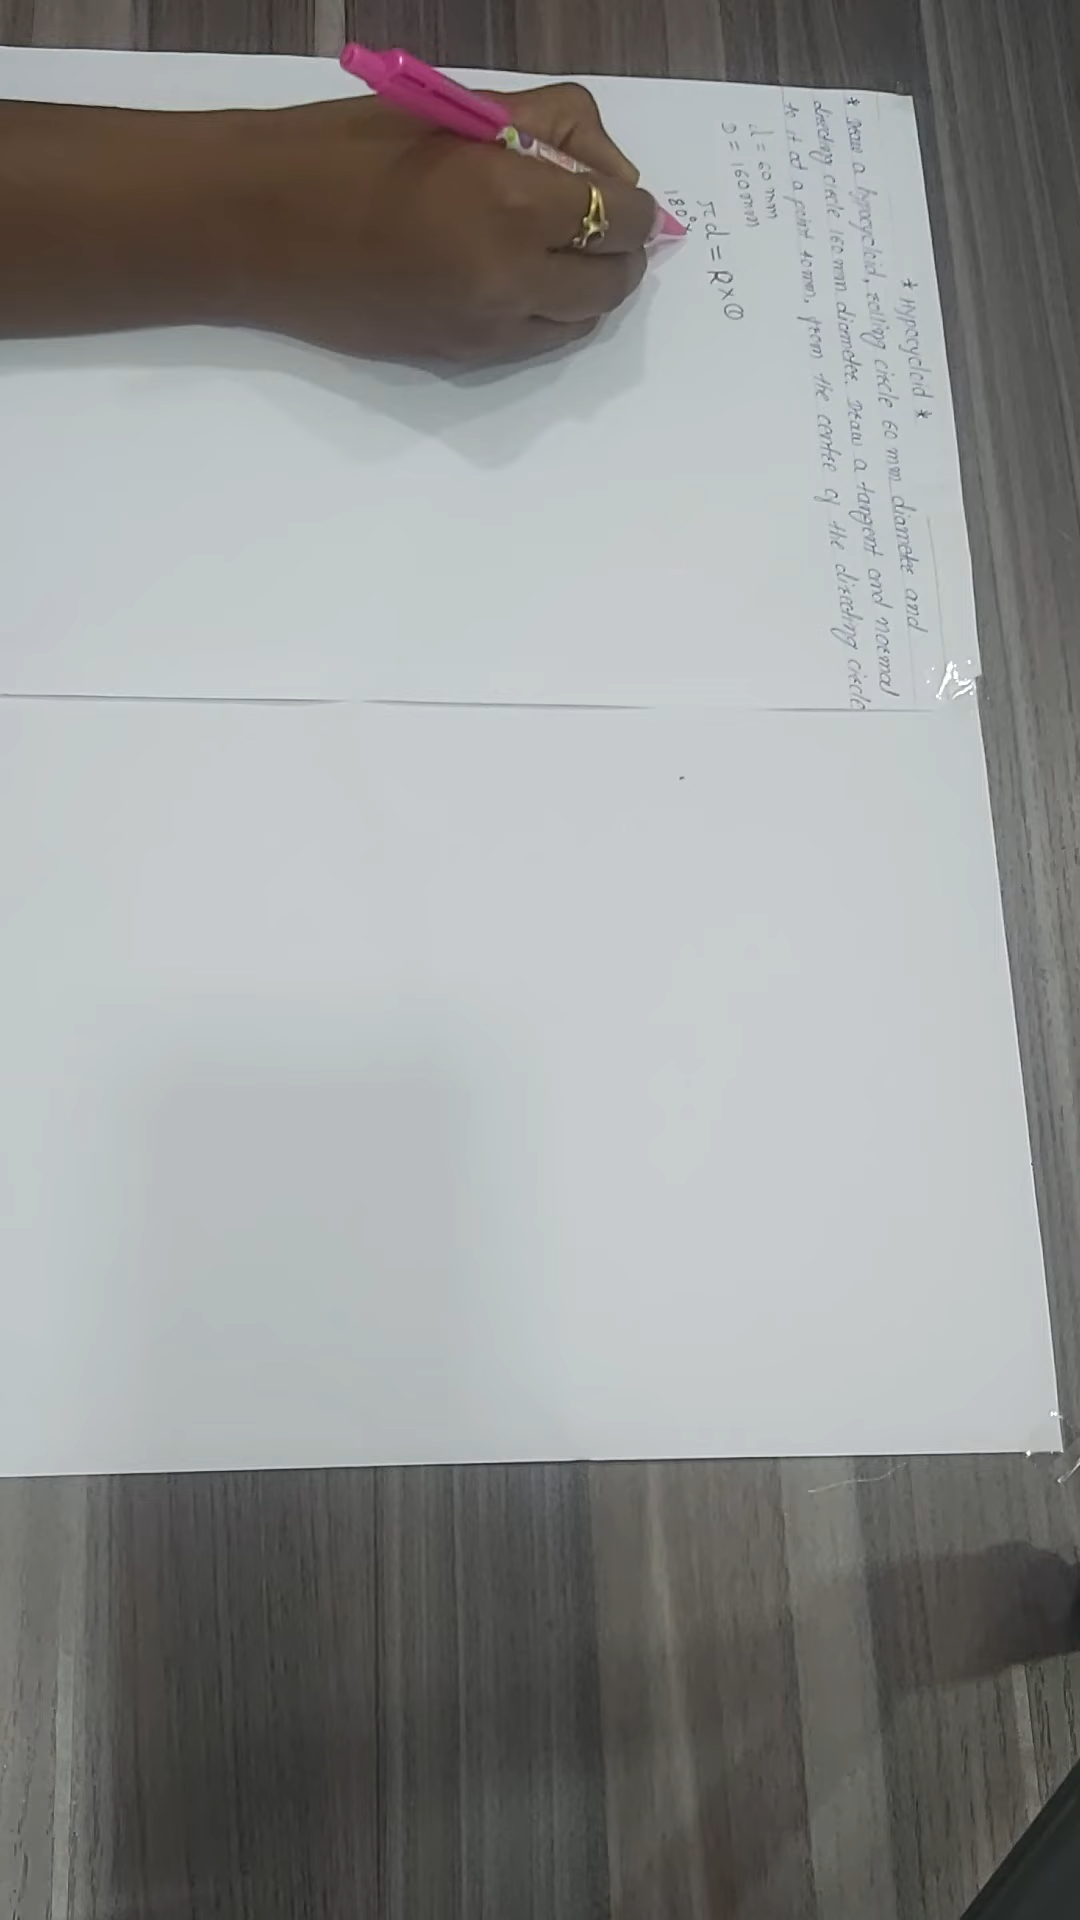 * Hypocycloid *
* Draw a hypocycloid, rolling circle 60 mm diameter and
directing circle 160 mm diameter. Draw a tangent and normal
to it at a point 40 mm, from the centre of the directing circle
d = 60 mm
D = 160 mm
πd = R × θ
180° ×